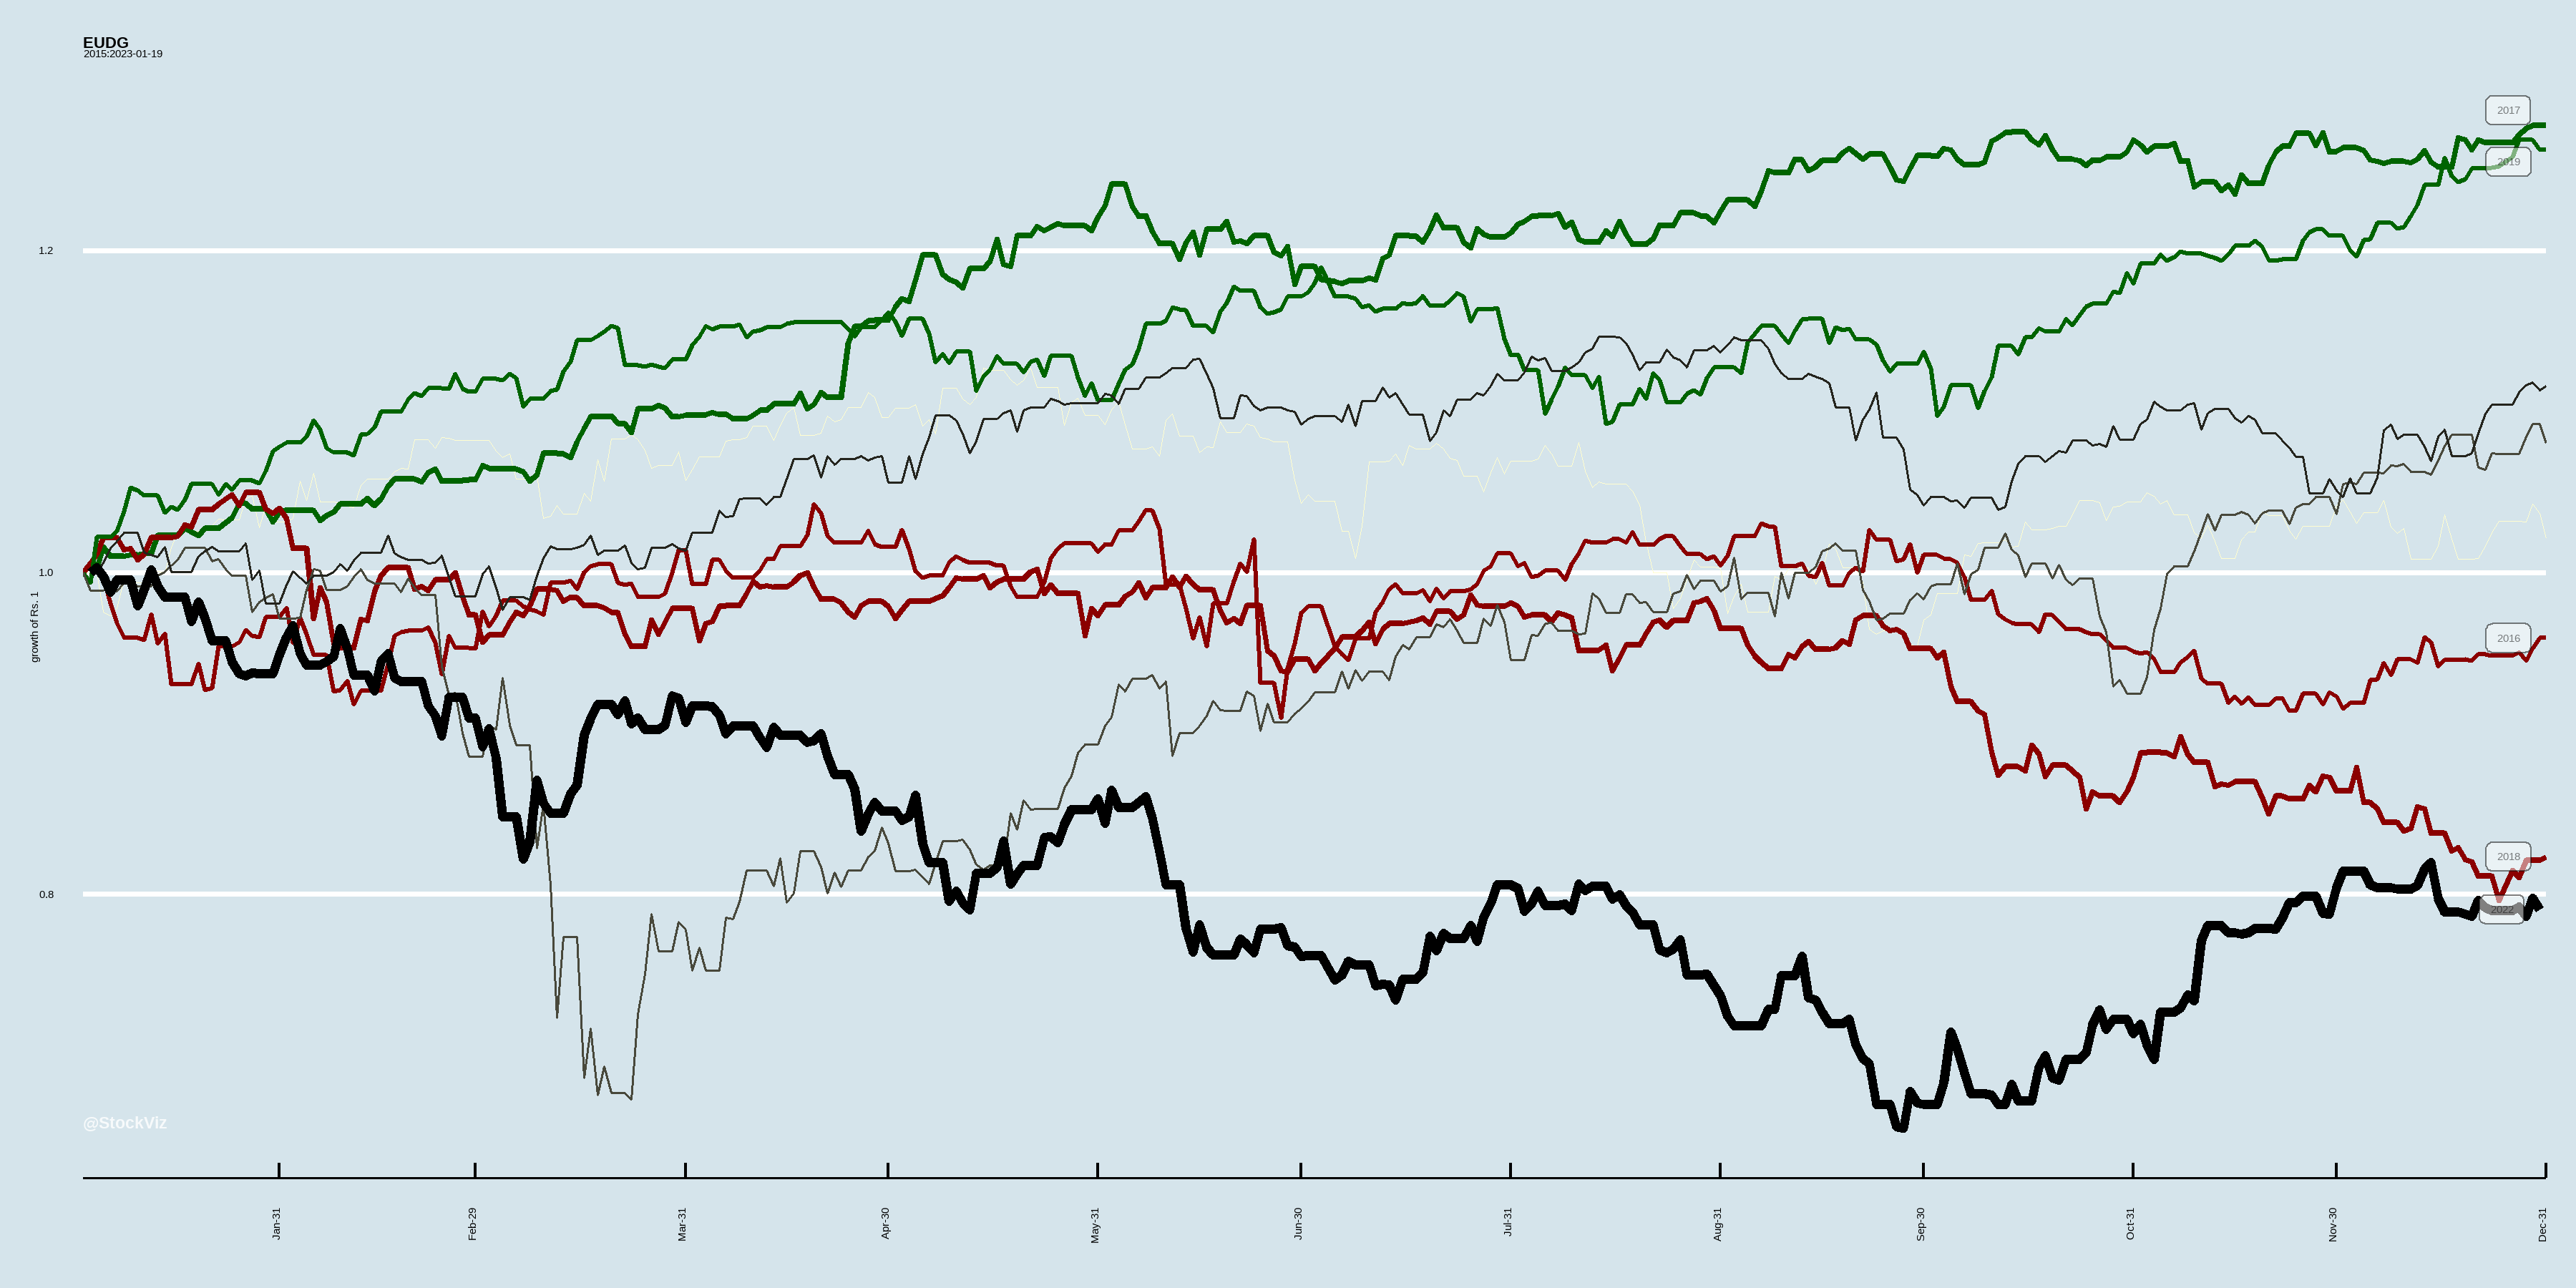 EUDG
2015:2023-01-19
2017
2019
1.2
1.0
growth of Rs. 1
2016
2018
0.8
2022
@StockViz
Jan-31
Feb-29
Mar-31
Apr-30
May-31
Jun-30
Jul-31
Aug-31
Sep-30
Oct-31
Nov-30
Dec-31